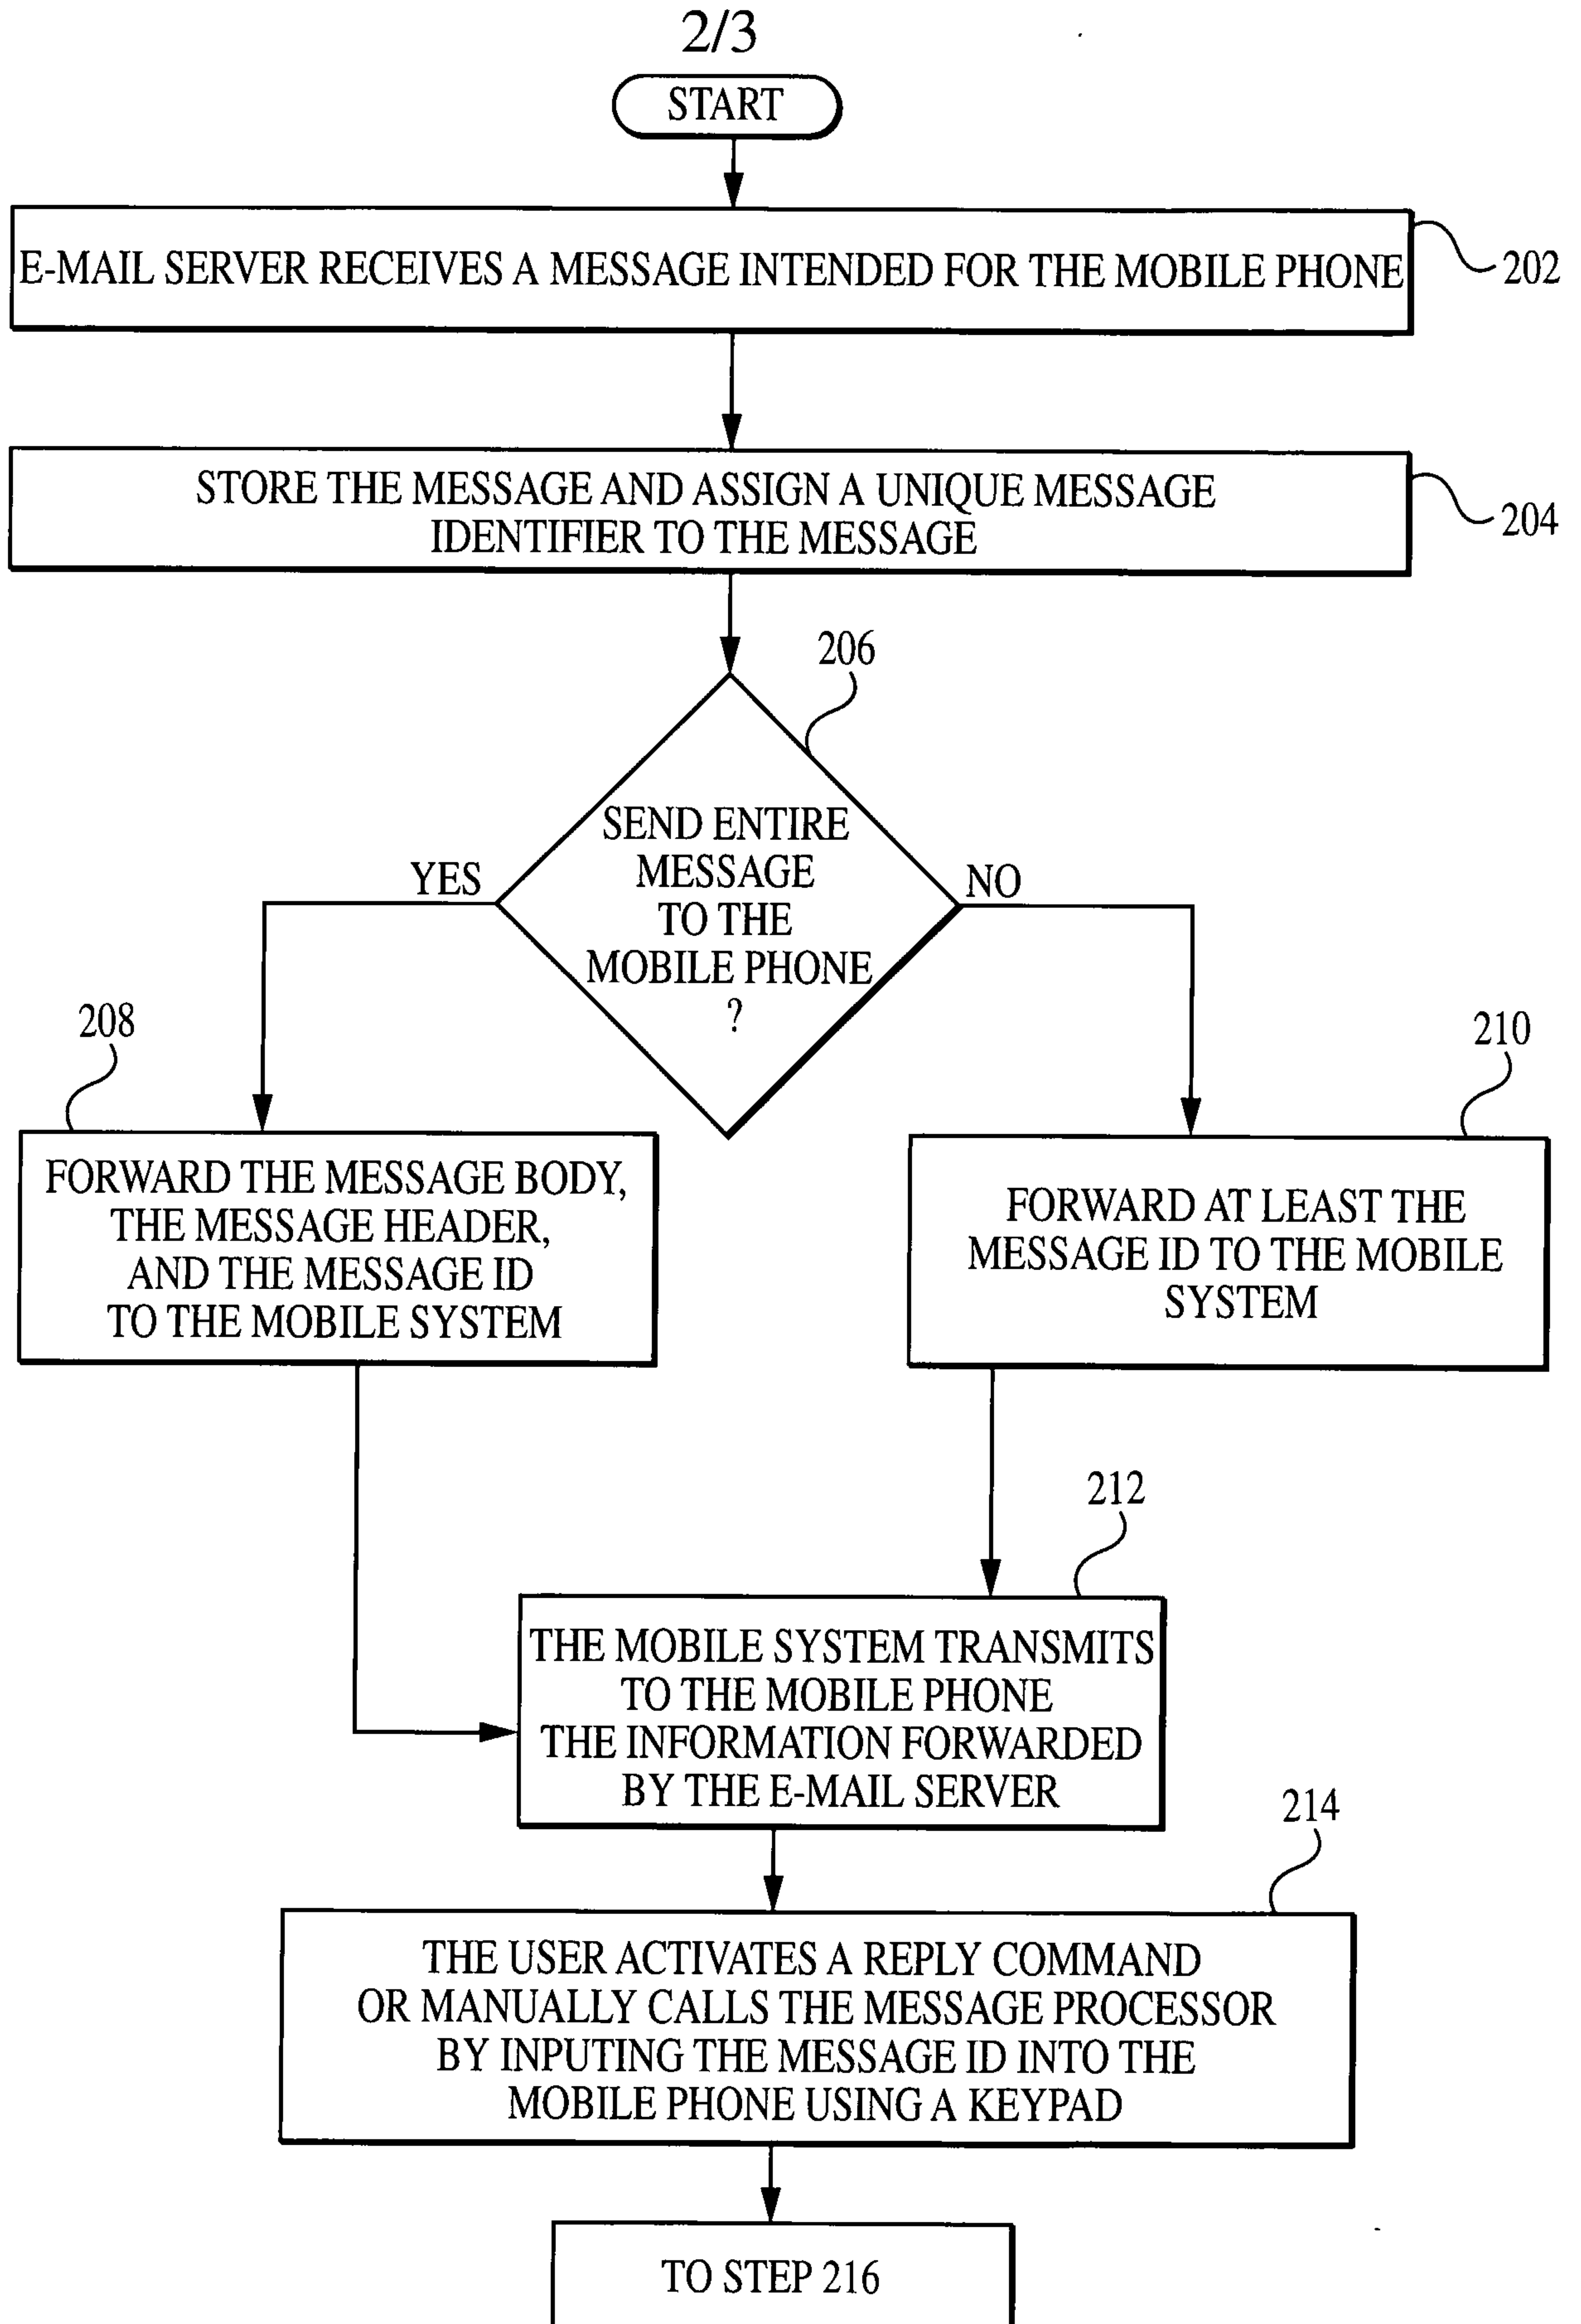 2/3
START
E-MAIL SERVER RECEIVES A MESSAGE INTENDED FOR THE MOBILE PHONE
202
STORE THE MESSAGE AND ASSIGN A UNIQUE MESSAGE
IDENTIFIER TO THE MESSAGE
204
206
SEND ENTIRE
MESSAGE
TO THE
MOBILE PHONE
?
YES
NO
208
FORWARD THE MESSAGE BODY,
THE MESSAGE HEADER,
AND THE MESSAGE ID
TO THE MOBILE SYSTEM
210
FORWARD AT LEAST THE
MESSAGE ID TO THE MOBILE
SYSTEM
212
THE MOBILE SYSTEM TRANSMITS
TO THE MOBILE PHONE
THE INFORMATION FORWARDED
BY THE E-MAIL SERVER
214
THE USER ACTIVATES A REPLY COMMAND
OR MANUALLY CALLS THE MESSAGE PROCESSOR
BY INPUTING THE MESSAGE ID INTO THE
MOBILE PHONE USING A KEYPAD
TO STEP 216